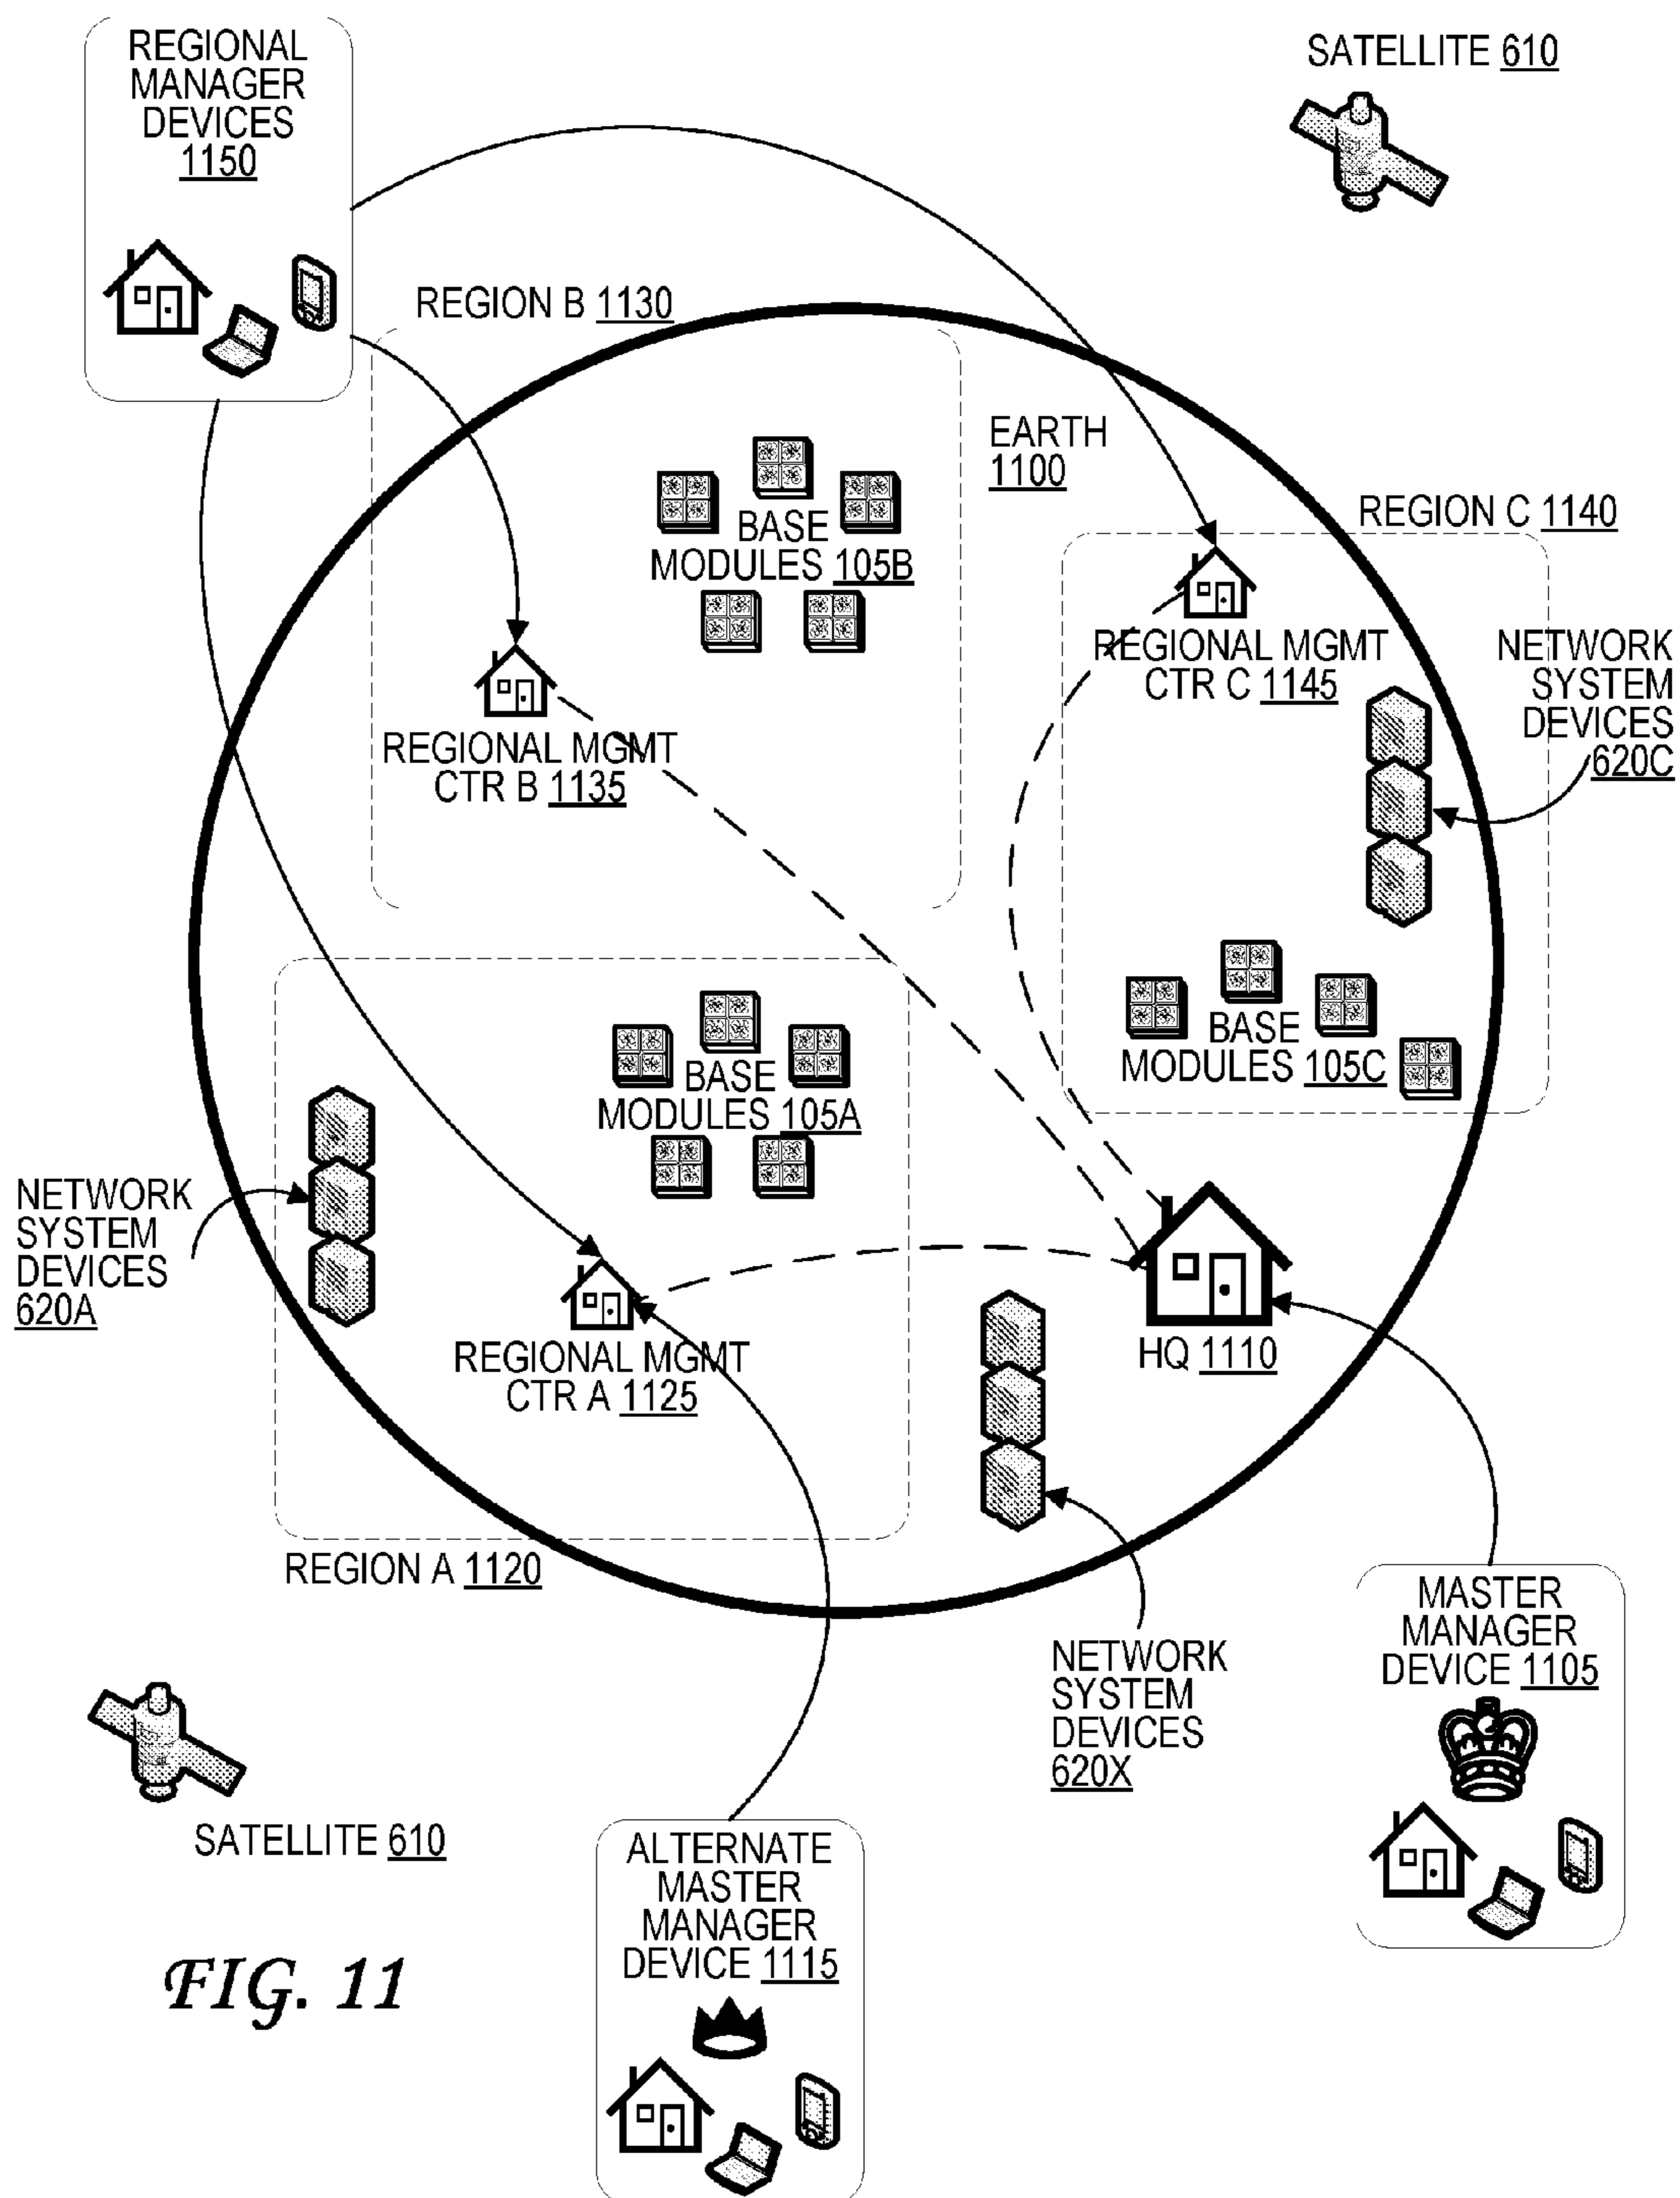 REGIONAL
MANAGER
DEVICES
1150
SATELLITE 610
REGION B 1130
EARTH
1100
BASE
MODULES 105B
REGION C 1140
REGIONAL MGMT
CTR C 1145
NETWORK
SYSTEM
DEVICES
620C
REGIONAL MGMT
CTR B 1135
BASE
MODULES 105C
BASE
MODULES 105A
NETWORK
SYSTEM
DEVICES
620A
REGIONAL MGMT
CTR A 1125
HQ 1110
REGION A 1120
NETWORK
SYSTEM
DEVICES
620X
MASTER
MANAGER
DEVICE 1105
SATELLITE 610
ALTERNATE
MASTER
MANAGER
DEVICE 1115
FIG. 11